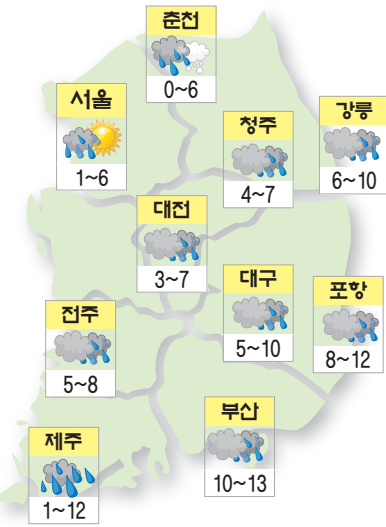 춘천
0~6
서울
1~6
청주
4~7
강릉
6~10
대전
3~7
대구
5~10
포항
8~12
전주
5~8
부산
10~13
제주
1~12